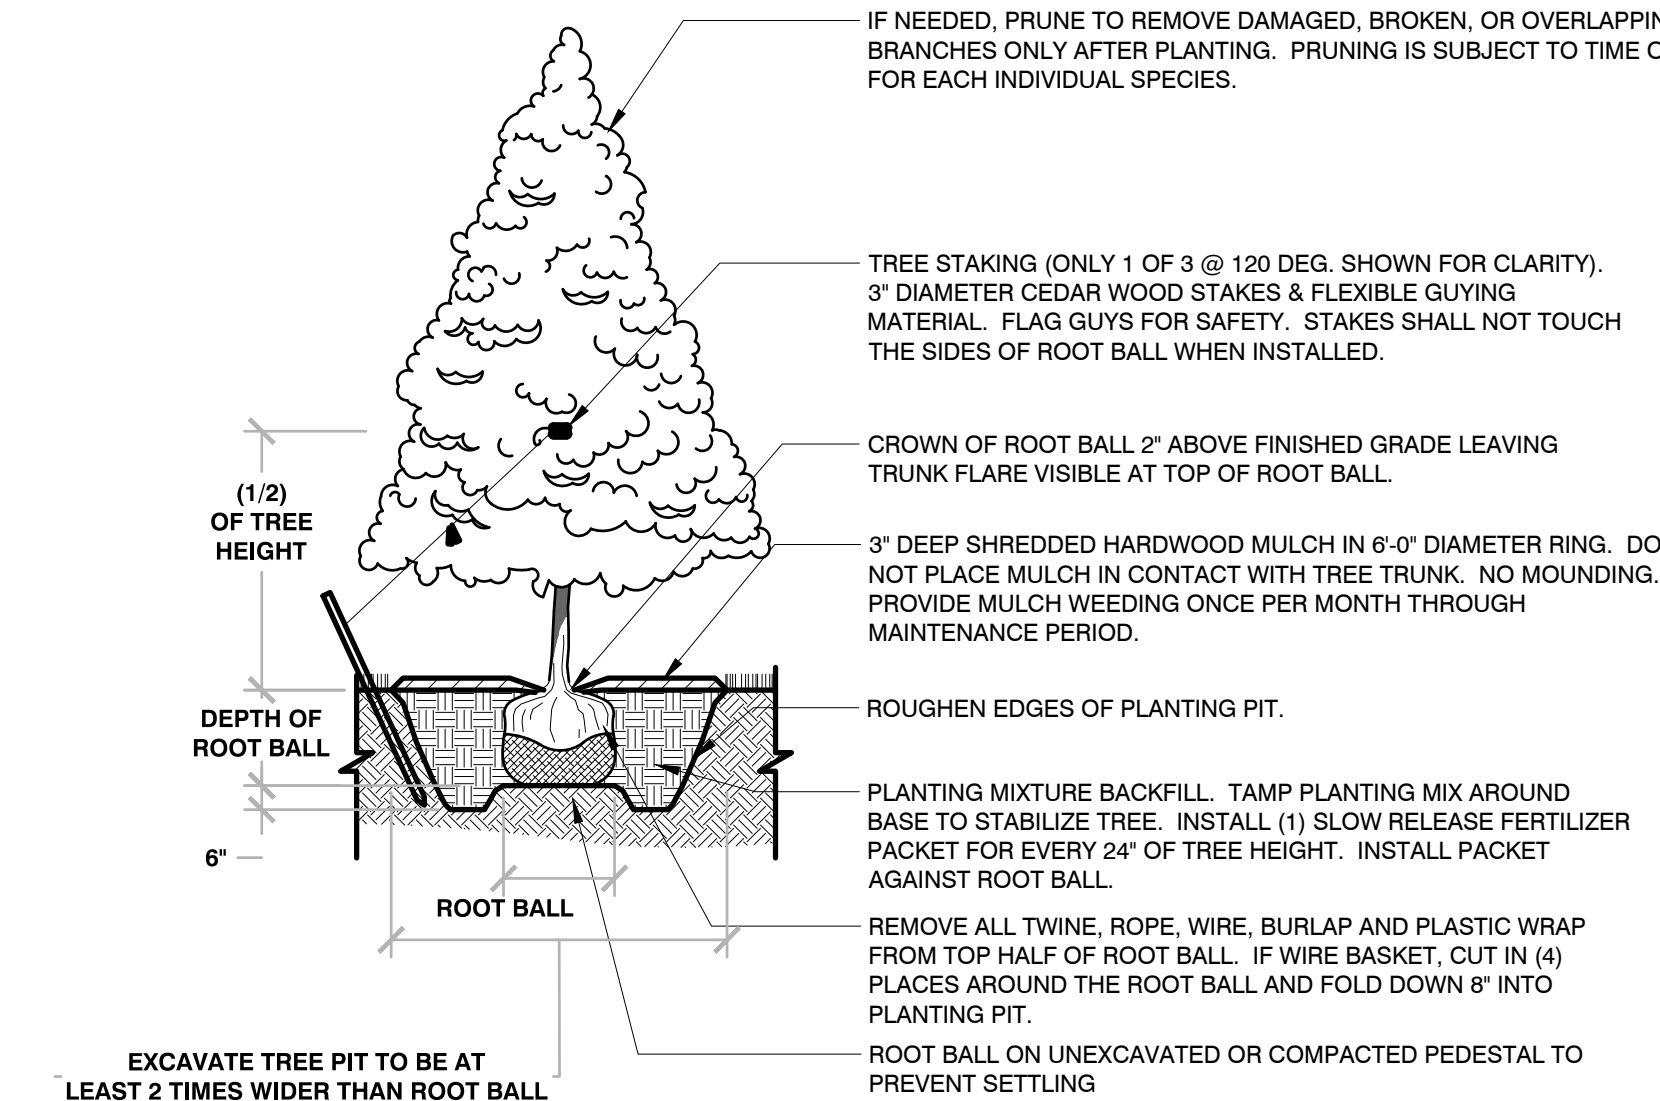 IF NEEDED, PRUNE TO REMOVE DAMAGED, BROKEN, OR OVERLAPPIN
BRANCHES ONLY AFTER PLANTING. PRUNING IS SUBJECT TO TIME O
FOR EACH INDIVIDUAL SPECIES.
TREE STAKING (ONLY 1 OF 3 @ 120 DEG. SHOWN FOR CLARITY).
3" DIAMETER CEDAR WOOD STAKES & FLEXIBLE GUYING
MATERIAL. FLAG GUYS FOR SAFETY. STAKES SHALL NOT TOUCH
THE SIDES OF ROOT BALL WHEN INSTALLED.
CROWN OF ROOT BALL 2" ABOVE FINISHED GRADE LEAVING
TRUNK FLARE VISIBLE AT TOP OF ROOT BALL.
(1/2)
OF TREE
HEIGHT
3" DEEP SHREDDED HARDWOOD MULCH IN 6'-0" DIAMETER RING. DO
NOT PLACE MULCH IN CONTACT WITH TREE TRUNK. NO MOUNDING.
PROVIDE MULCH WEEDING ONCE PER MONTH THROUGH
MAINTENANCE PERIOD.
DEPTH OF
ROOT BALL
ROUGHEN EDGES OF PLANTING PIT.
PLANTING MIXTURE BACKFILL. TAMP PLANTING MIX AROUND
BASE TO STABILIZE TREE. INSTALL (1) SLOW RELEASE FERTILIZER
PACKET FOR EVERY 24" OF TREE HEIGHT. INSTALL PACKET
AGAINST ROOT BALL.
6"
ROOT BALL
REMOVE ALL TWINE, ROPE, WIRE, BURLAP AND PLASTIC WRAP
FROM TOP HALF OF ROOT BALL. IF WIRE BASKET, CUT IN (4)
PLACES AROUND THE ROOT BALL AND FOLD DOWN 8" INTO
PLANTING PIT.
ROOT BALL ON UNEXCAVATED OR COMPACTED PEDESTAL TO
PREVENT SETTLING
EXCAVATE TREE PIT TO BE AT
LEAST 2 TIMES WIDER THAN ROOT BALL